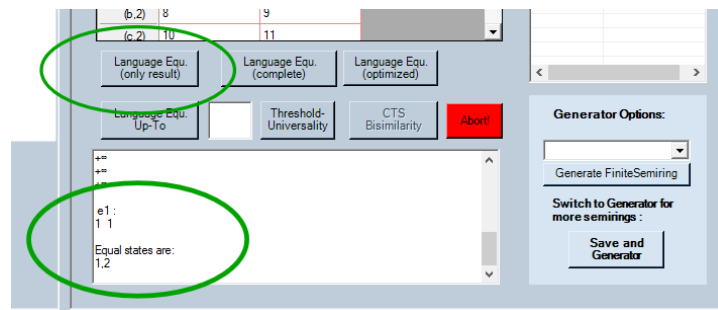 (b,2) 8 9
(c,2) 10 11
Language Equ.
(only result)
Language Equ.
(complete)
Language Equ.
(optimized)
Language Equ.
Up-To
Threshold-
Universality
CTS
Bisimilarity
Abort!
+∞
+∞
e1 :
1 1
Equal states are:
1,2
Generator Options:
Generate FiniteSemiring
Switch to Generator for
more semirings :
Save and
Generator